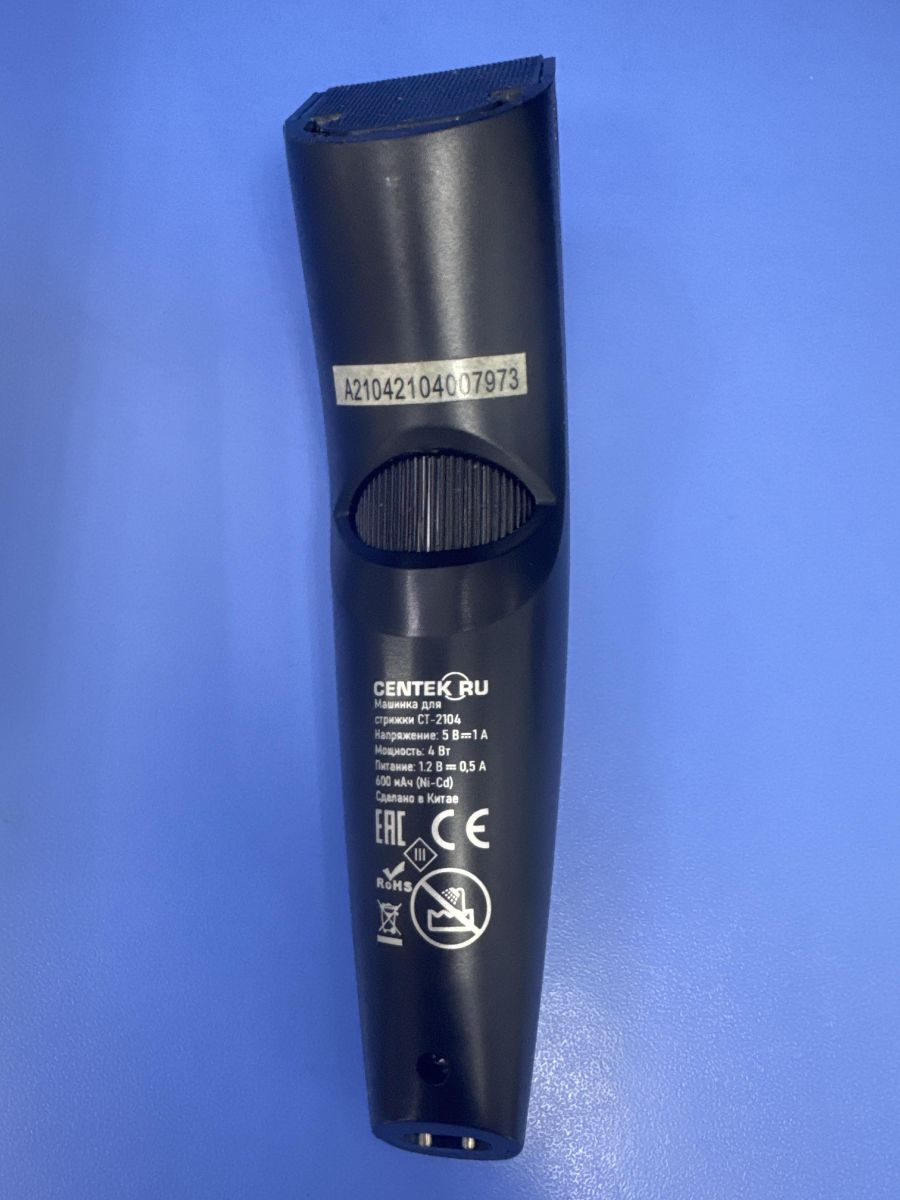 A21042104007973
CENTEK RU
Машинка для
стрижки CT-2104
Напряжение: 5 В⎓1 А
Мощность: 4 Вт
Питание: 1.2 В ⎓ 0,5 А
600 мАч (Ni-Cd)
Сделано в Китае
EAC CE
III
RoHS